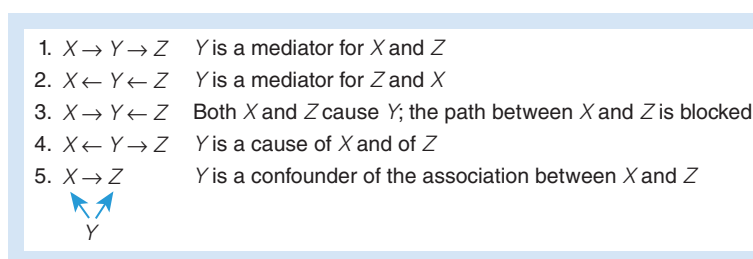 1. X → Y → Z Y is a mediator for X and Z
2. X ← Y ← Z Y is a mediator for Z and X
3. X → Y ← Z Both X and Z cause Y; the path between X and Z is blocked
4. X ← Y → Z Y is a cause of X and of Z
5. X → Z Y is a confounder of the association between X and Z
Y